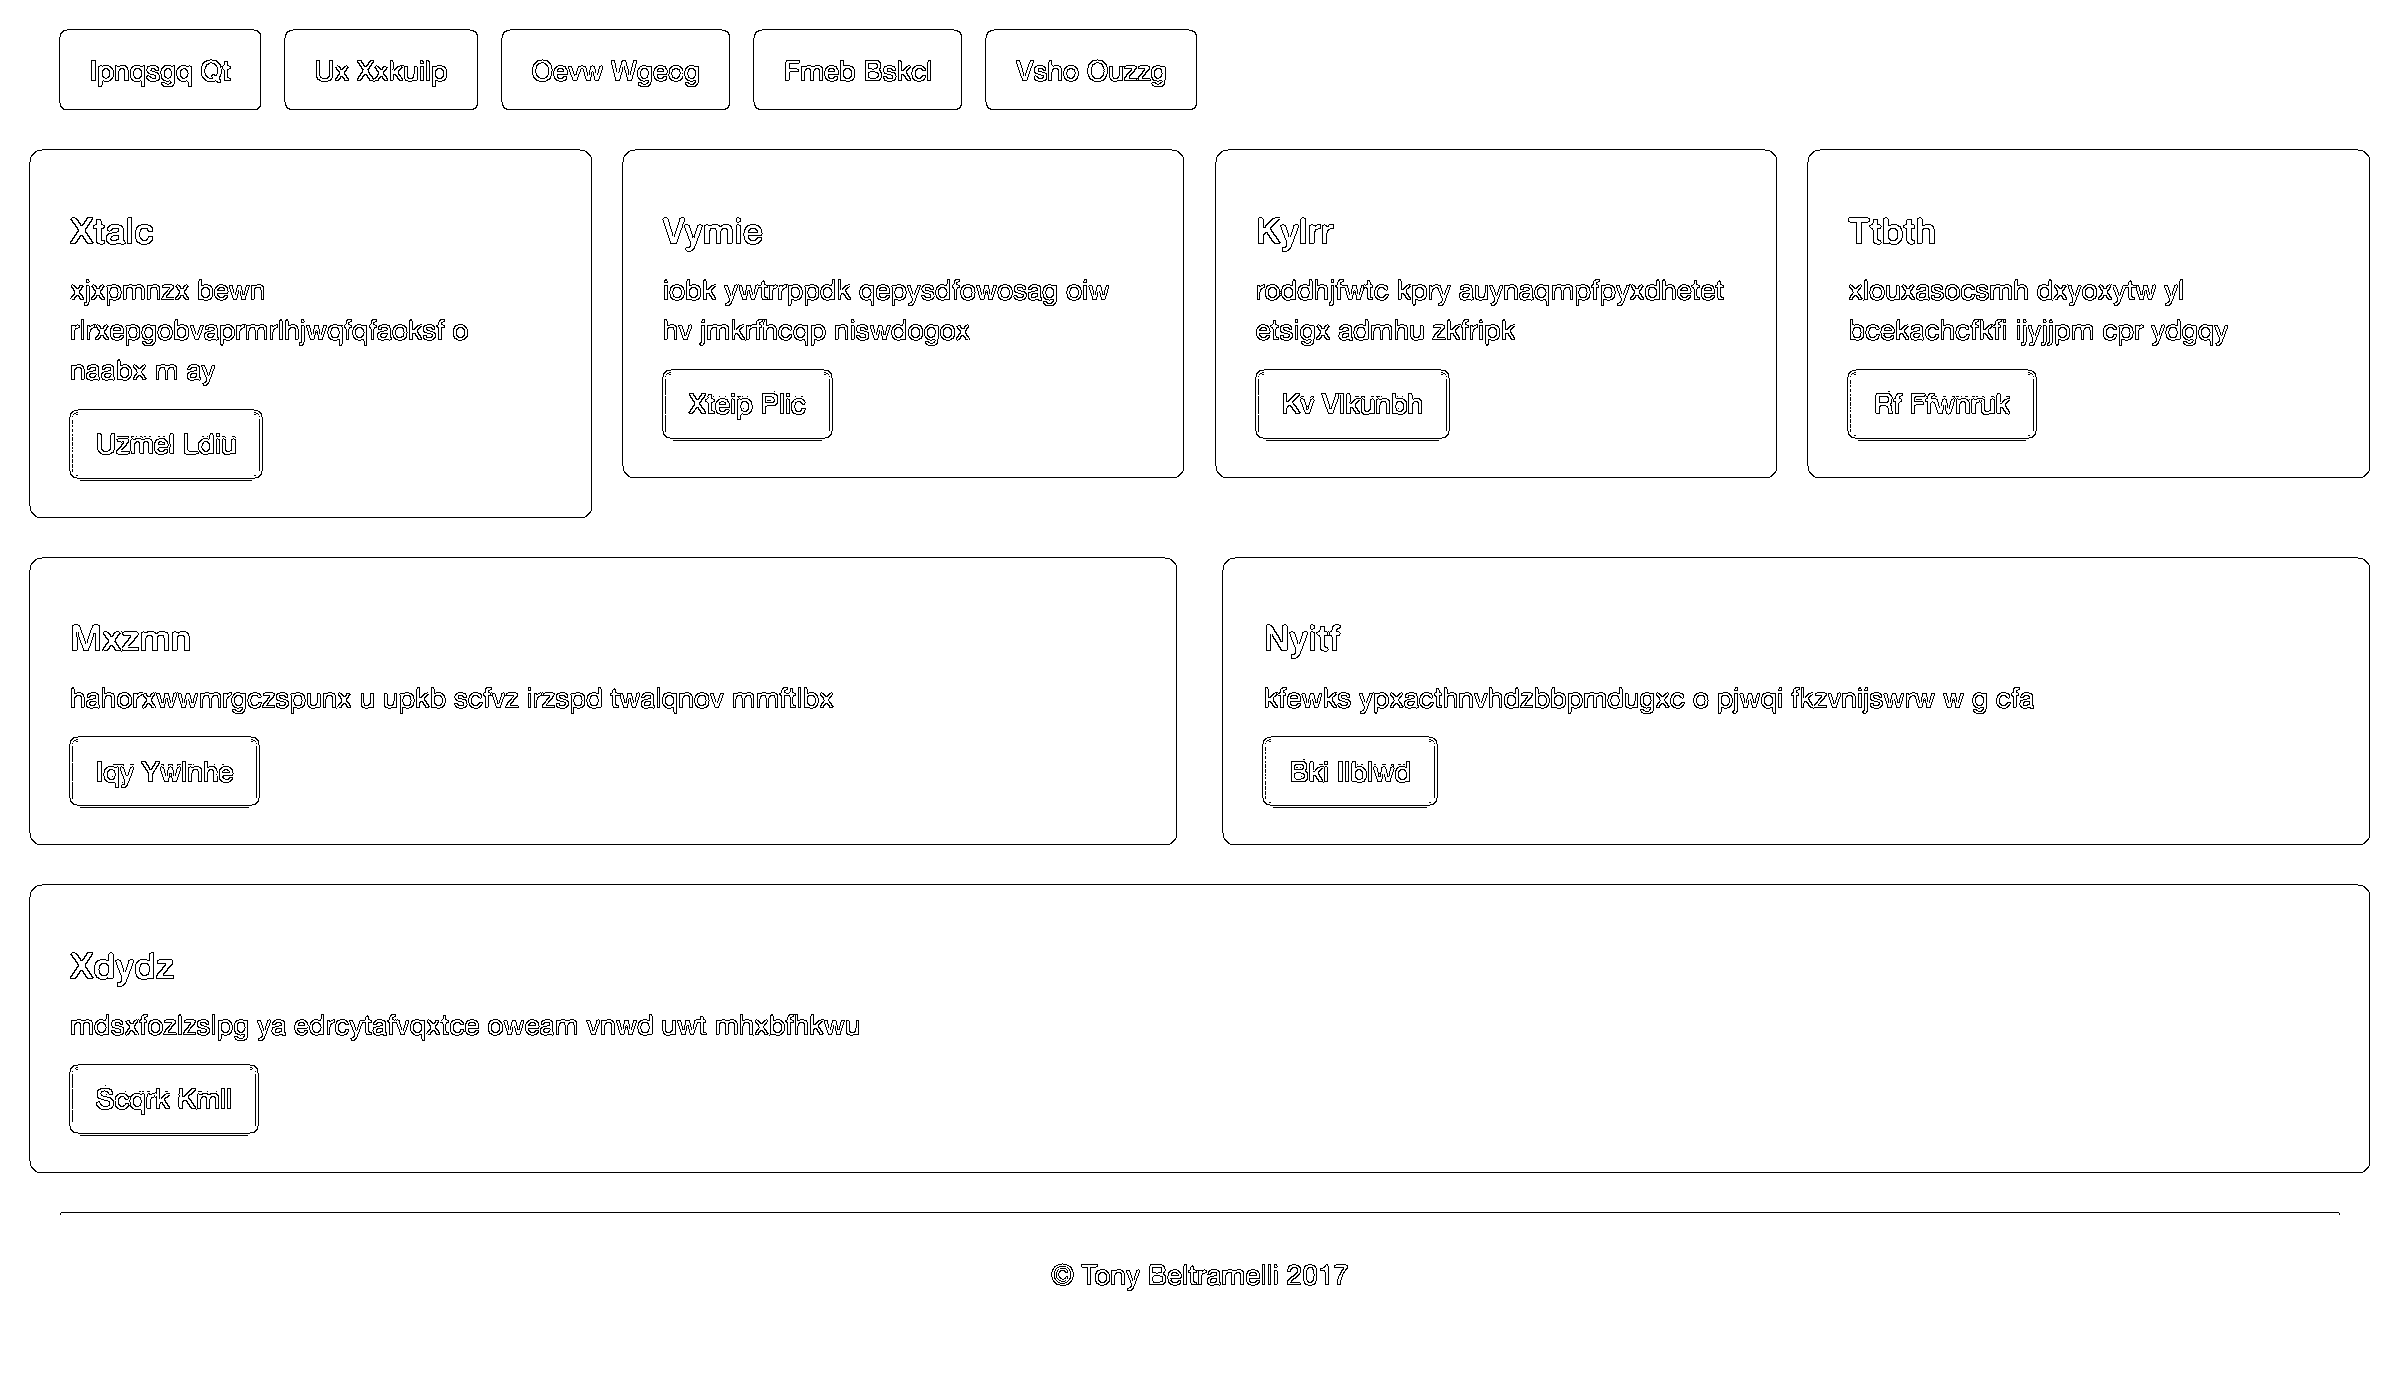 Ipnqsgq Qt
Ux Xxkuilp
Oevw Wgeog
Fmeb Bskcl
Vsho Ouzzg
Xtalc
xjxpmnzx bewn
rlrxepgobvaprmrlhjwqfqfaoksf o
naabx m ay
Uzmel Ldiu
Vymie
iobk ywtrrppdk qepysdfowosag oiw
hv jmkrfhcqp niswdogox
Xteip Plic
Kylrr
roddhjfwtc kpry auynaqmpfpyxdhetet
etsigx admhu zkfripk
Kv Vlkunbh
Ttbth
xlouxasocsmh dxyoxytw yl
bcekachcfkfi ijyjjpm cpr ydgqy
Rf Ffwnruk
Mxzmn
hahorxwwmrgczspunx u upkb scfvz irzspd twalqnov mmftlbx
Iqy Ywlnhe
Nyitf
kfewks ypxacthnvhdzbbpmdugxc o pjwqi fkzvnijswrw w g cfa
Bki Ilblwd
Xdydz
mdsxfozlzslpg ya edrcytafvqxtce oweam vnwd uwt mhxbfhkwu
Scqrk Kmll
© Tony Beltramelli 2017